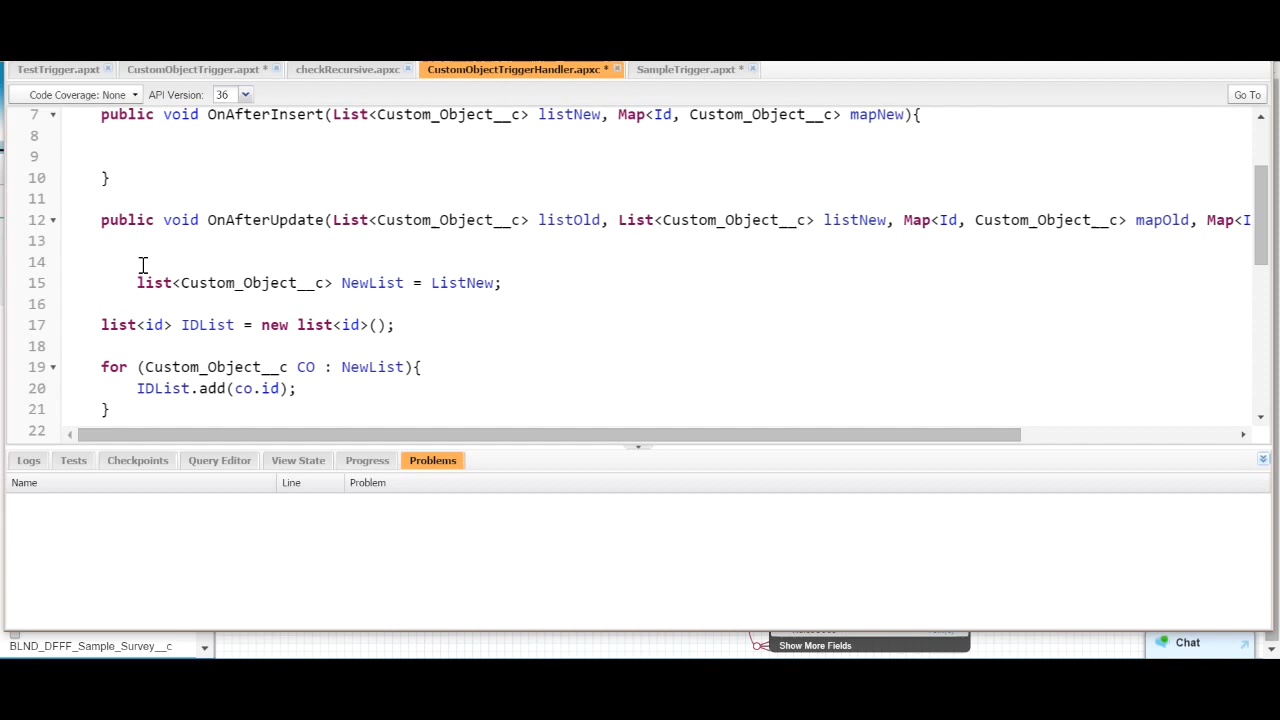 TestTrigger.apxt CustomObjectTrigger.apxt * checkRecursive.apxc CustomObjectTriggerHandler.apxc * SampleTrigger.apxt *
Code Coverage: None API Version: 36 Go To
7 public void OnAfterInsert(List<Custom_Object__c> listNew, Map<Id, Custom_Object__c> mapNew){
8
9
10 }
11
12 public void OnAfterUpdate(List<Custom_Object__c> listOld, List<Custom_Object__c> listNew, Map<Id, Custom_Object__c> mapOld, Map<I
13
14
15 list<Custom_Object__c> NewList = ListNew;
16
17 list<id> IDList = new list<id>();
18
19 for (Custom_Object__c CO : NewList){
20 IDList.add(co.id);
21 }
22
Logs Tests Checkpoints Query Editor View State Progress Problems
Name Line Problem
BLND_DFFF_Sample_Survey__c Show More Fields Chat